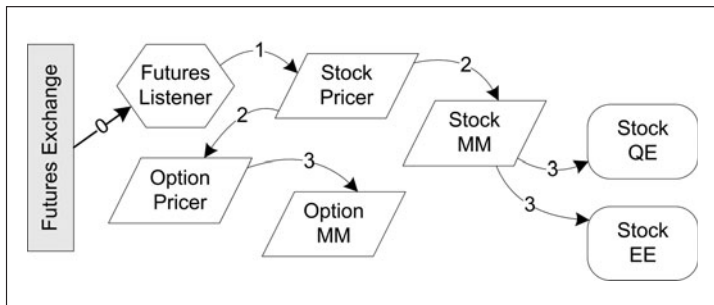 Futures Exchange
0
Futures
Listener
1
Stock
Pricer
2
Stock
MM
3
Stock
QE
3
Stock
EE
2
Option
Pricer
3
Option
MM